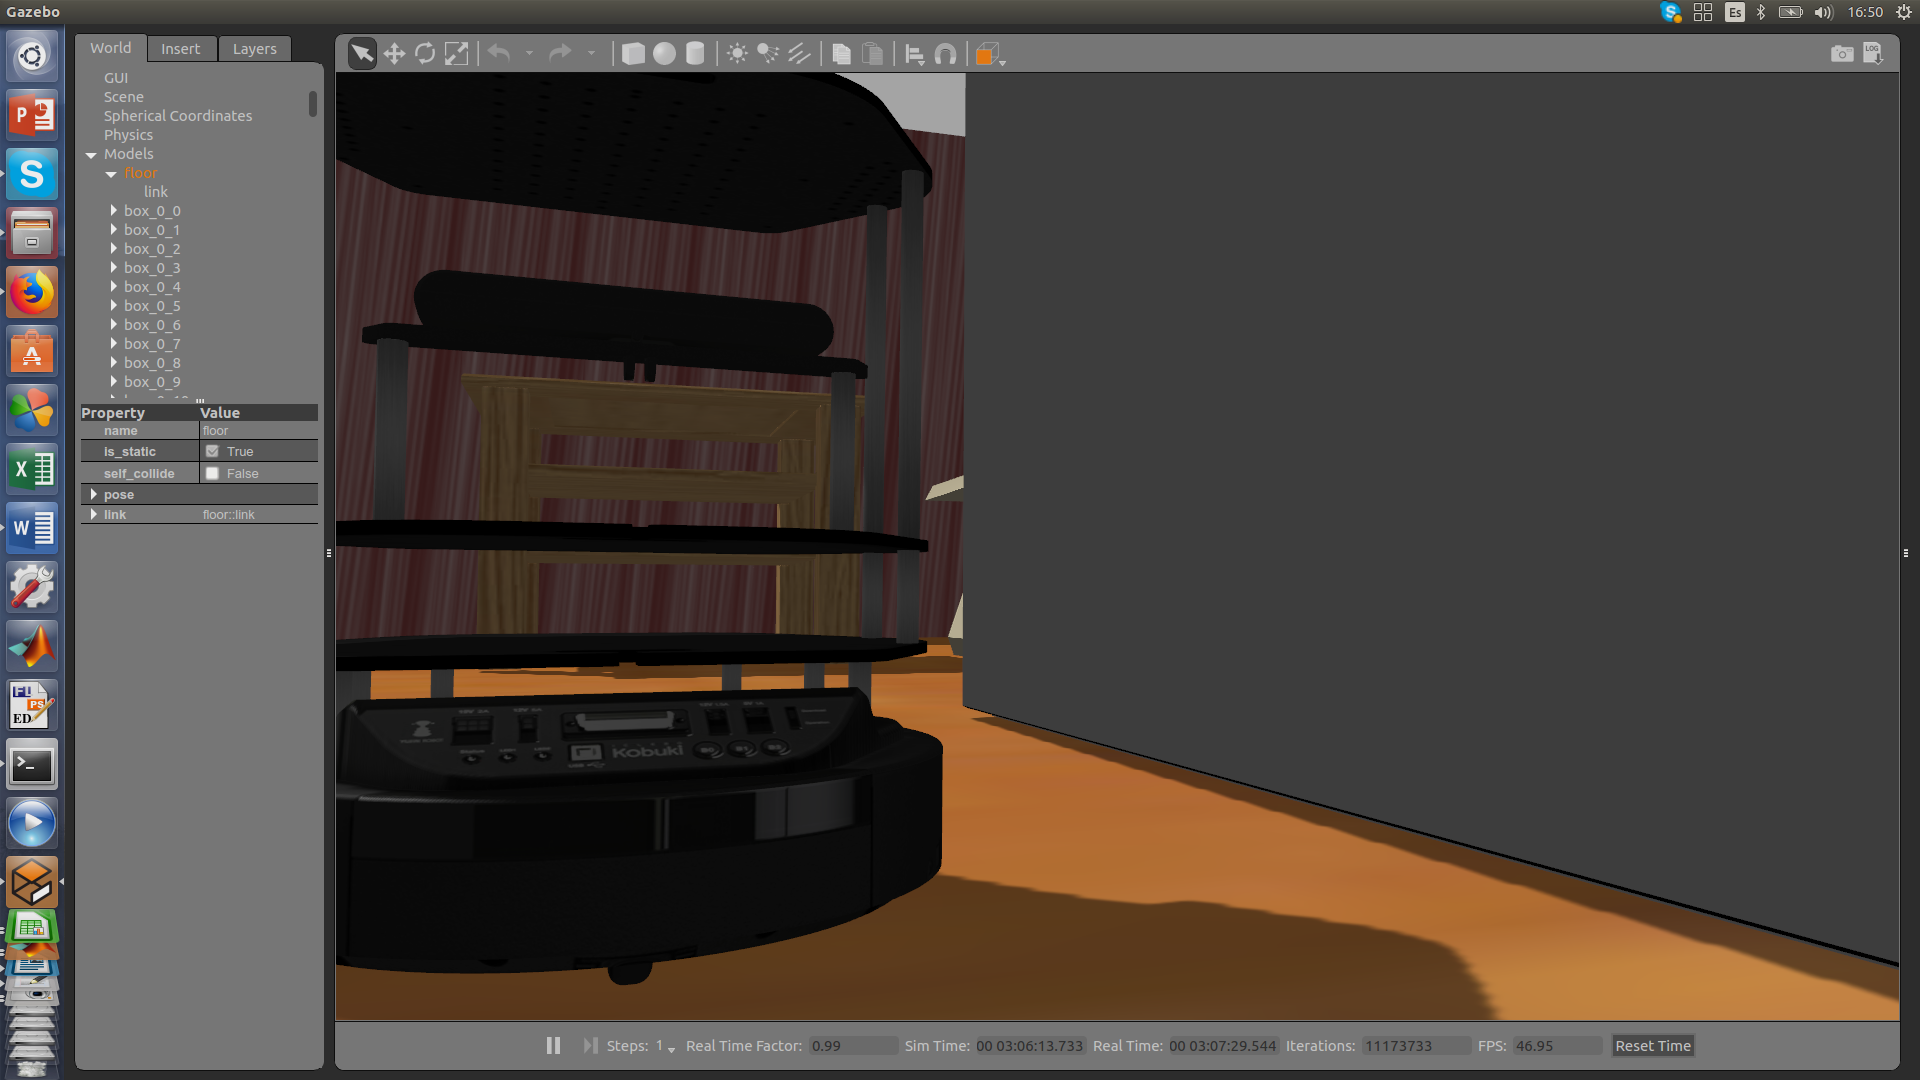 Gazebo
Es
16:50
World
Insert
Layers
LOG
GUI
Scene
Spherical Coordinates
Physics
Models
floor
link
box_0_0
box_0_1
box_0_2
box_0_3
box_0_4
box_0_5
box_0_6
box_0_7
box_0_8
box_0_9
Property Value
name floor
is_static True
self_collide False
pose
link floor::link
Kobuki
Steps: 1
Real Time Factor: 0.99
Sim Time: 00 03:06:13.733
Real Time: 00 03:07:29.544
Iterations: 11173733
FPS: 46.95
Reset Time